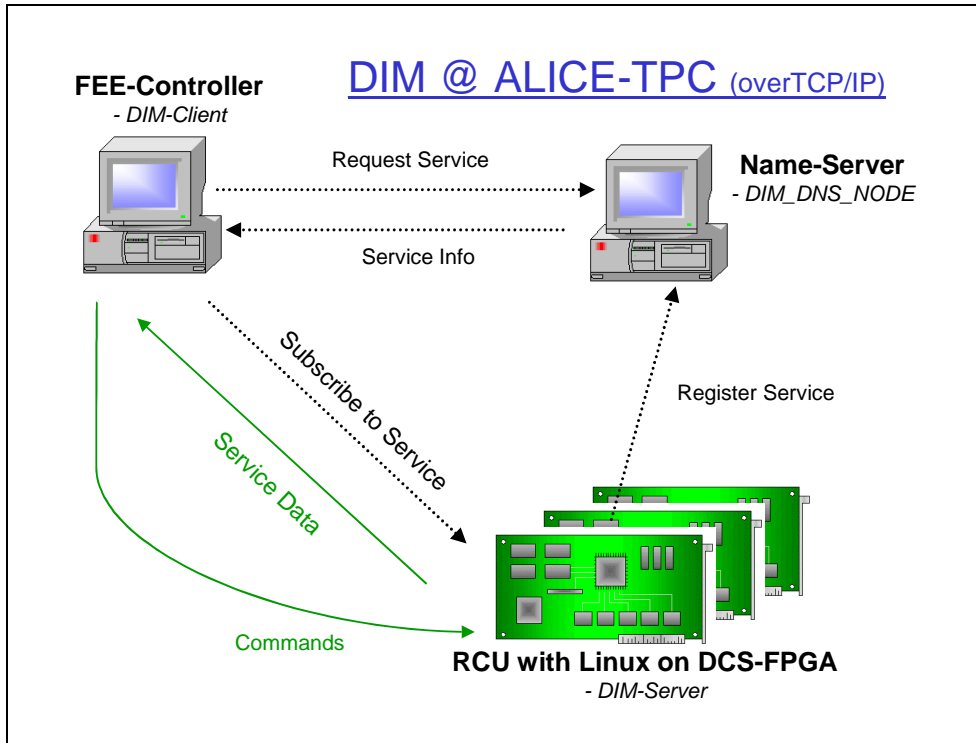 DIM @ ALICE-TPC (overTCP/IP)
FEE-Controller
- DIM-Client
Request Service
Name-Server
- DIM_DNS_NODE
Service Info
Subscribe to Service
Register Service
Service Data
Commands
RCU with Linux on DCS-FPGA
- DIM-Server